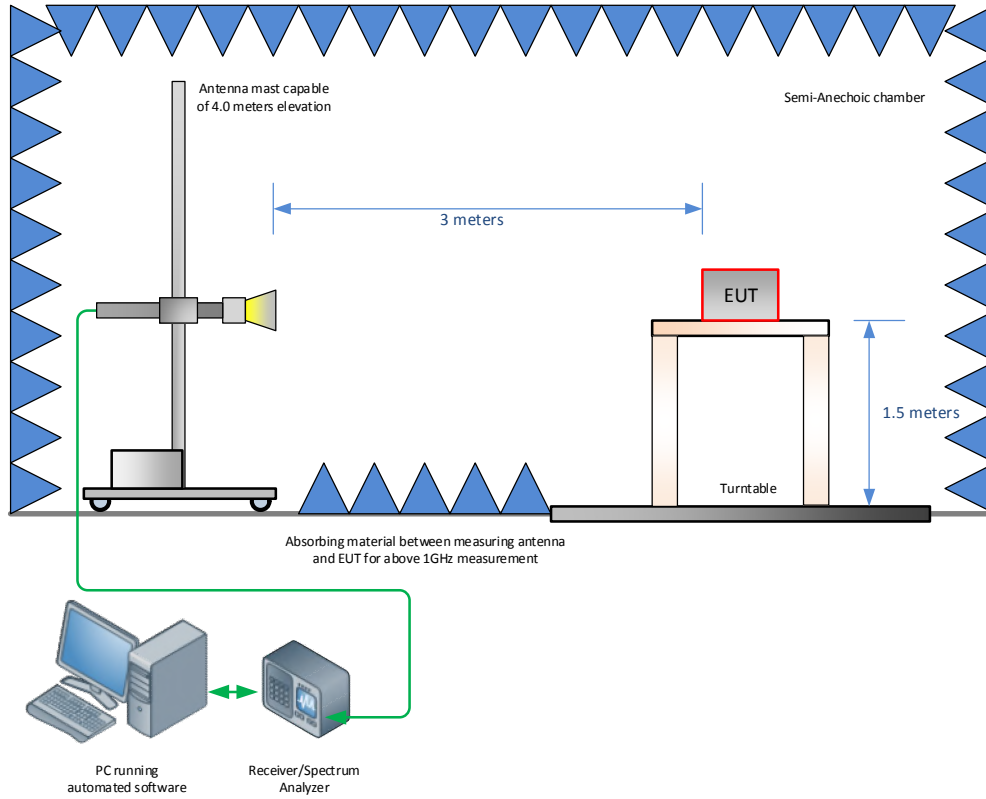 Antenna mast capable
of 4.0 meters elevation
Semi-Anechoic chamber
3 meters
EUT
1.5 meters
Turntable
Absorbing material between measuring antenna
and EUT for above 1GHz measurement
PC running
automated software
Receiver/Spectrum
Analyzer